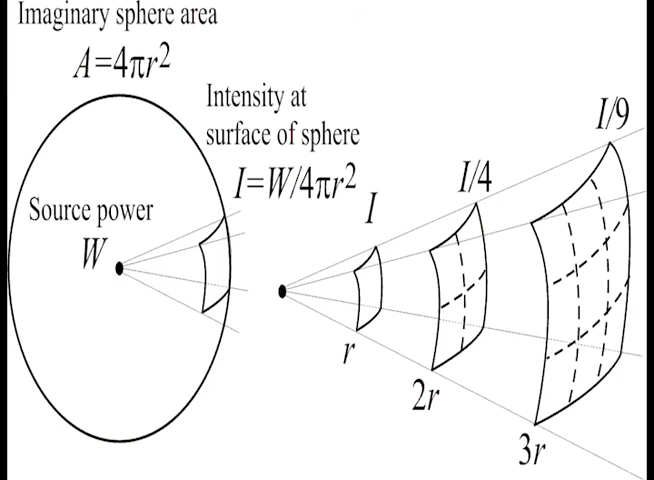 Imaginary sphere area
A=4πr²
Intensity at
surface of sphere
I=W/4πr²
Source power
W
I
I/4
I/9
r
2r
3r